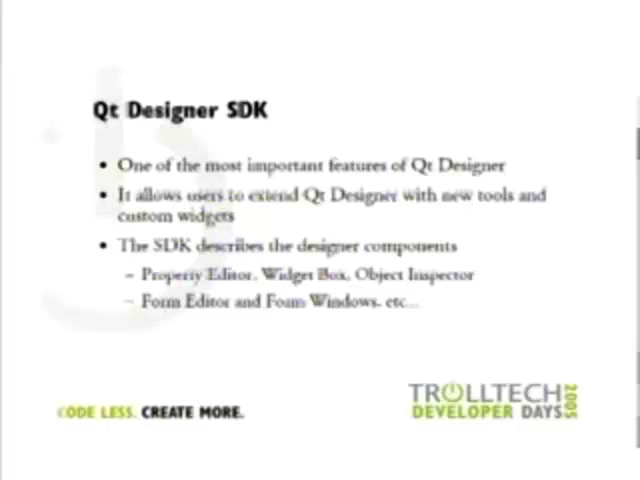 Qt Designer SDK
• One of the most important features of Qt Designer
• It allows users to extend Qt Designer with new tools and
custom widgets
• The SDK describes the designer components
– Property Editor, Widget Box, Object Inspector
– Form Editor and Form Windows, etc...
CODE LESS. CREATE MORE.
TROLLTECH
DEVELOPER DAYS
2005